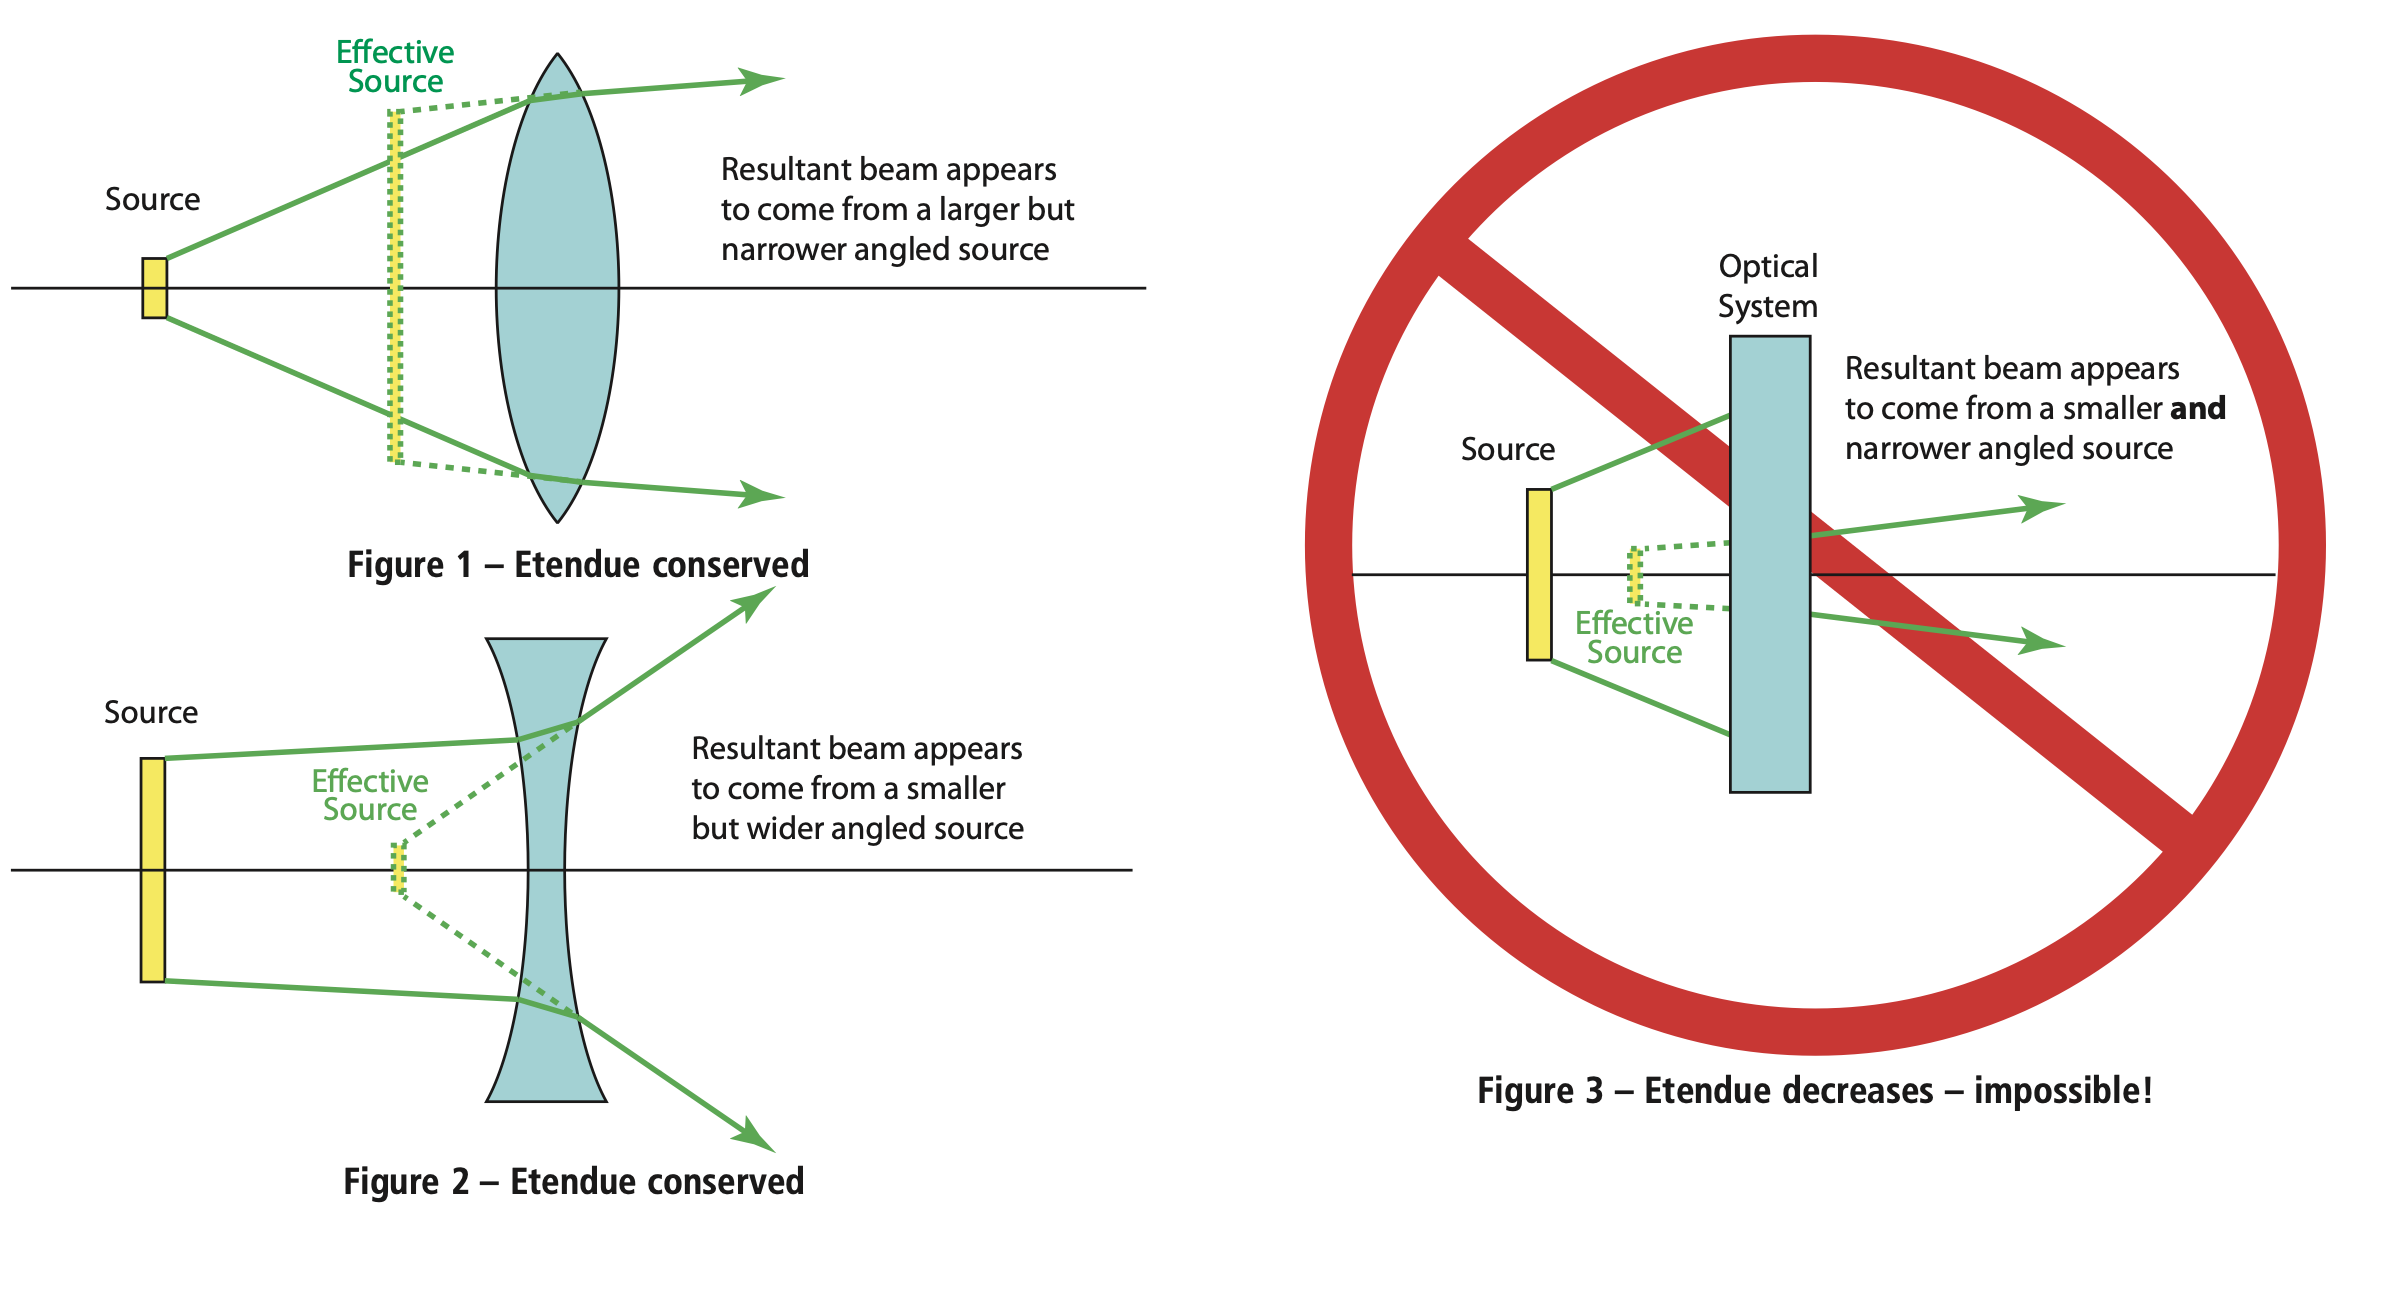 Effective
Source
Source
Resultant beam appears
to come from a larger but
narrower angled source
Figure 1 – Etendue conserved
Source
Effective
Source
Resultant beam appears
to come from a smaller
but wider angled source
Figure 2 – Etendue conserved
Optical
System
Source
Resultant beam appears
to come from a smaller and
narrower angled source
Effective
Source
Figure 3 – Etendue decreases – impossible!